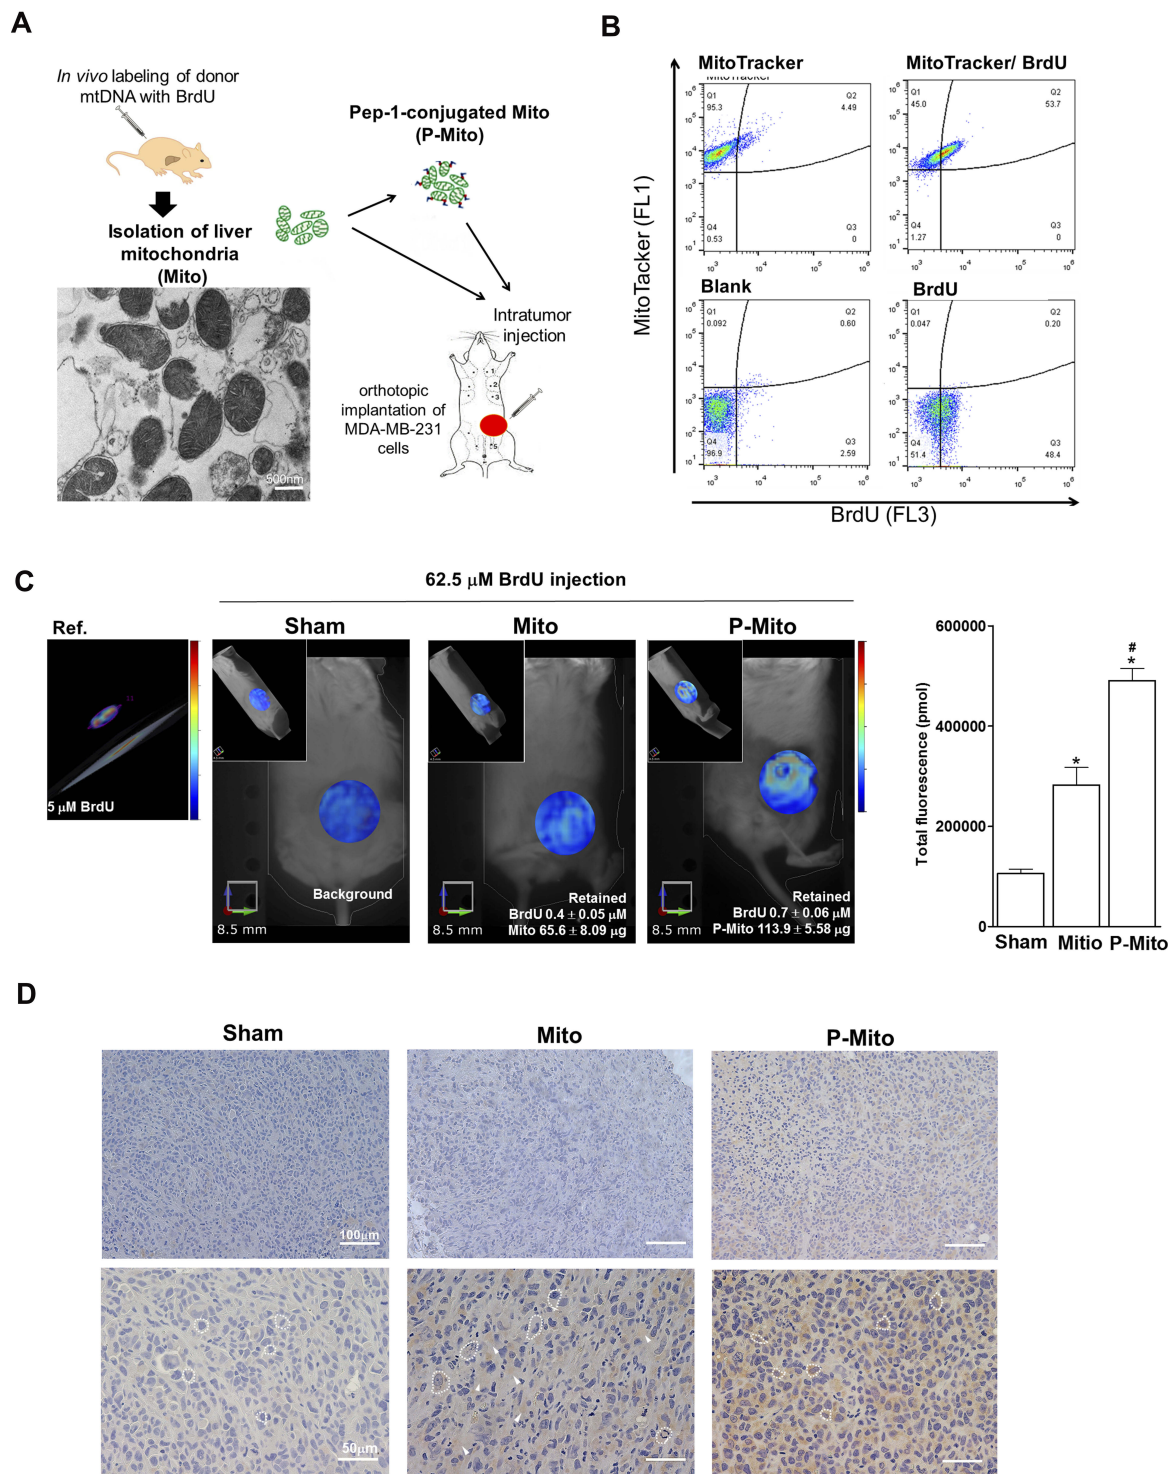 A
In vivo labeling of donor
mtDNA with BrdU
Isolation of liver
mitochondria
(Mito)
500nm
Pep-1-conjugated Mito
(P-Mito)
Intratumor
injection
orthotopic
implantation of
MDA-MB-231
cells
1
2
3
5
B
MitoTracker
MitoTracker/ BrdU
Q1
95.3
Q2
4.49
Q4
0.53
Q3
0
Q1
45.0
Q2
53.7
Q4
1.27
Q3
0
Blank
BrdU
Q1
0.092
Q2
0.60
Q4
96.9
Q3
2.59
Q1
0.047
Q2
0.20
Q4
51.4
Q3
48.4
MitoTacker (FL1)
BrdU (FL3)
C
62.5 μM BrdU injection
Ref.
Sham
Mito
P-Mito
5 μM BrdU
Background
8.5 mm
Retained
BrdU 0.4 ± 0.05 μM
Mito 65.6 ± 8.09 μg
8.5 mm
Retained
BrdU 0.7 ± 0.06 μM
P-Mito 113.9 ± 5.58 μg
8.5 mm
Total fluorescence (pmol)
600000
400000
200000
0
*
#
*
Sham
Mitio
P-Mito
D
Sham
Mito
P-Mito
100μm
50μm